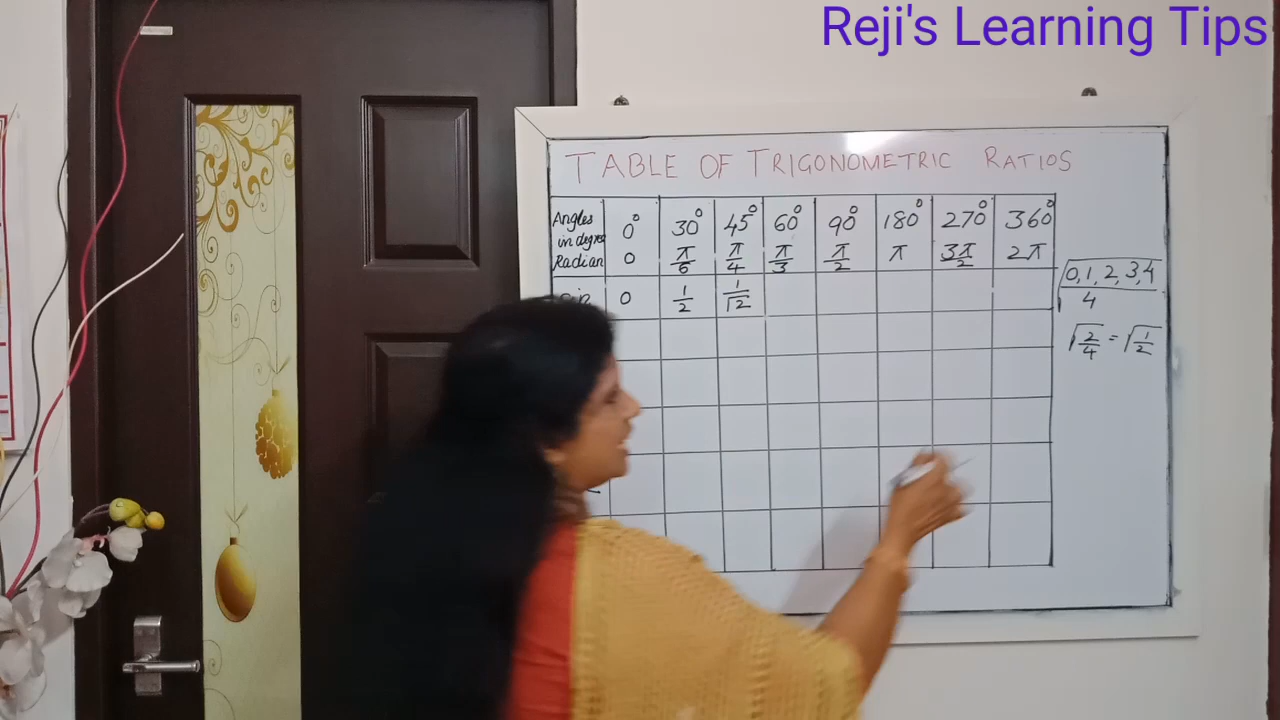 Reji's Learning Tips
TABLE OF TRIGONOMETRIC RATIOS
Angles in degree 0° 30° 45° 60° 90° 180° 270° 360°
Radian 0 π/6 π/4 π/3 π/2 π 3π/2 2π
sin 0 1/2 1/√2
√(0,1,2,3,4/4)
√(2/4) = √(1/2)